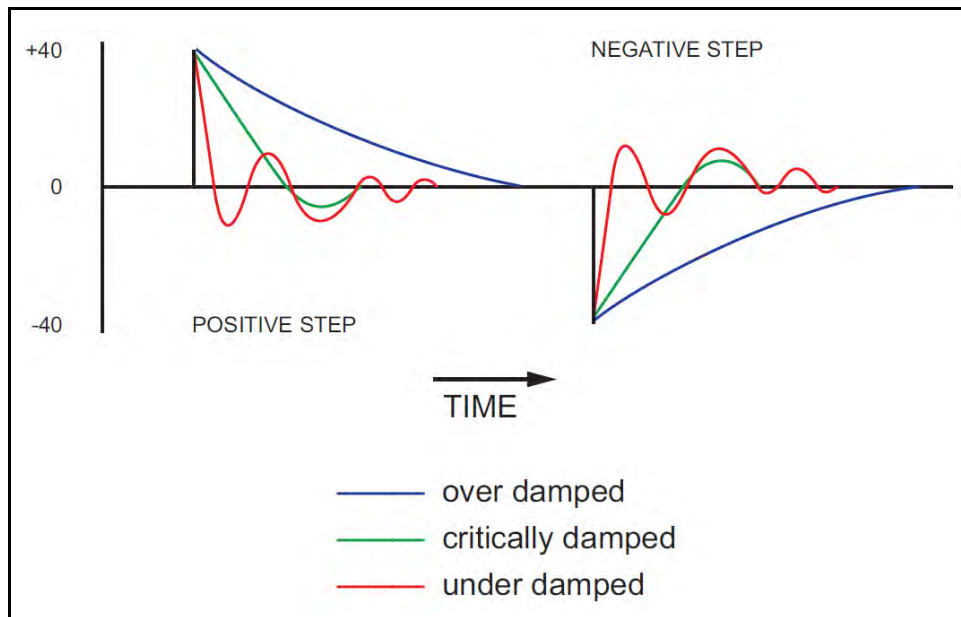 +40
NEGATIVE STEP
0
-40
POSITIVE STEP
TIME
over damped
critically damped
under damped